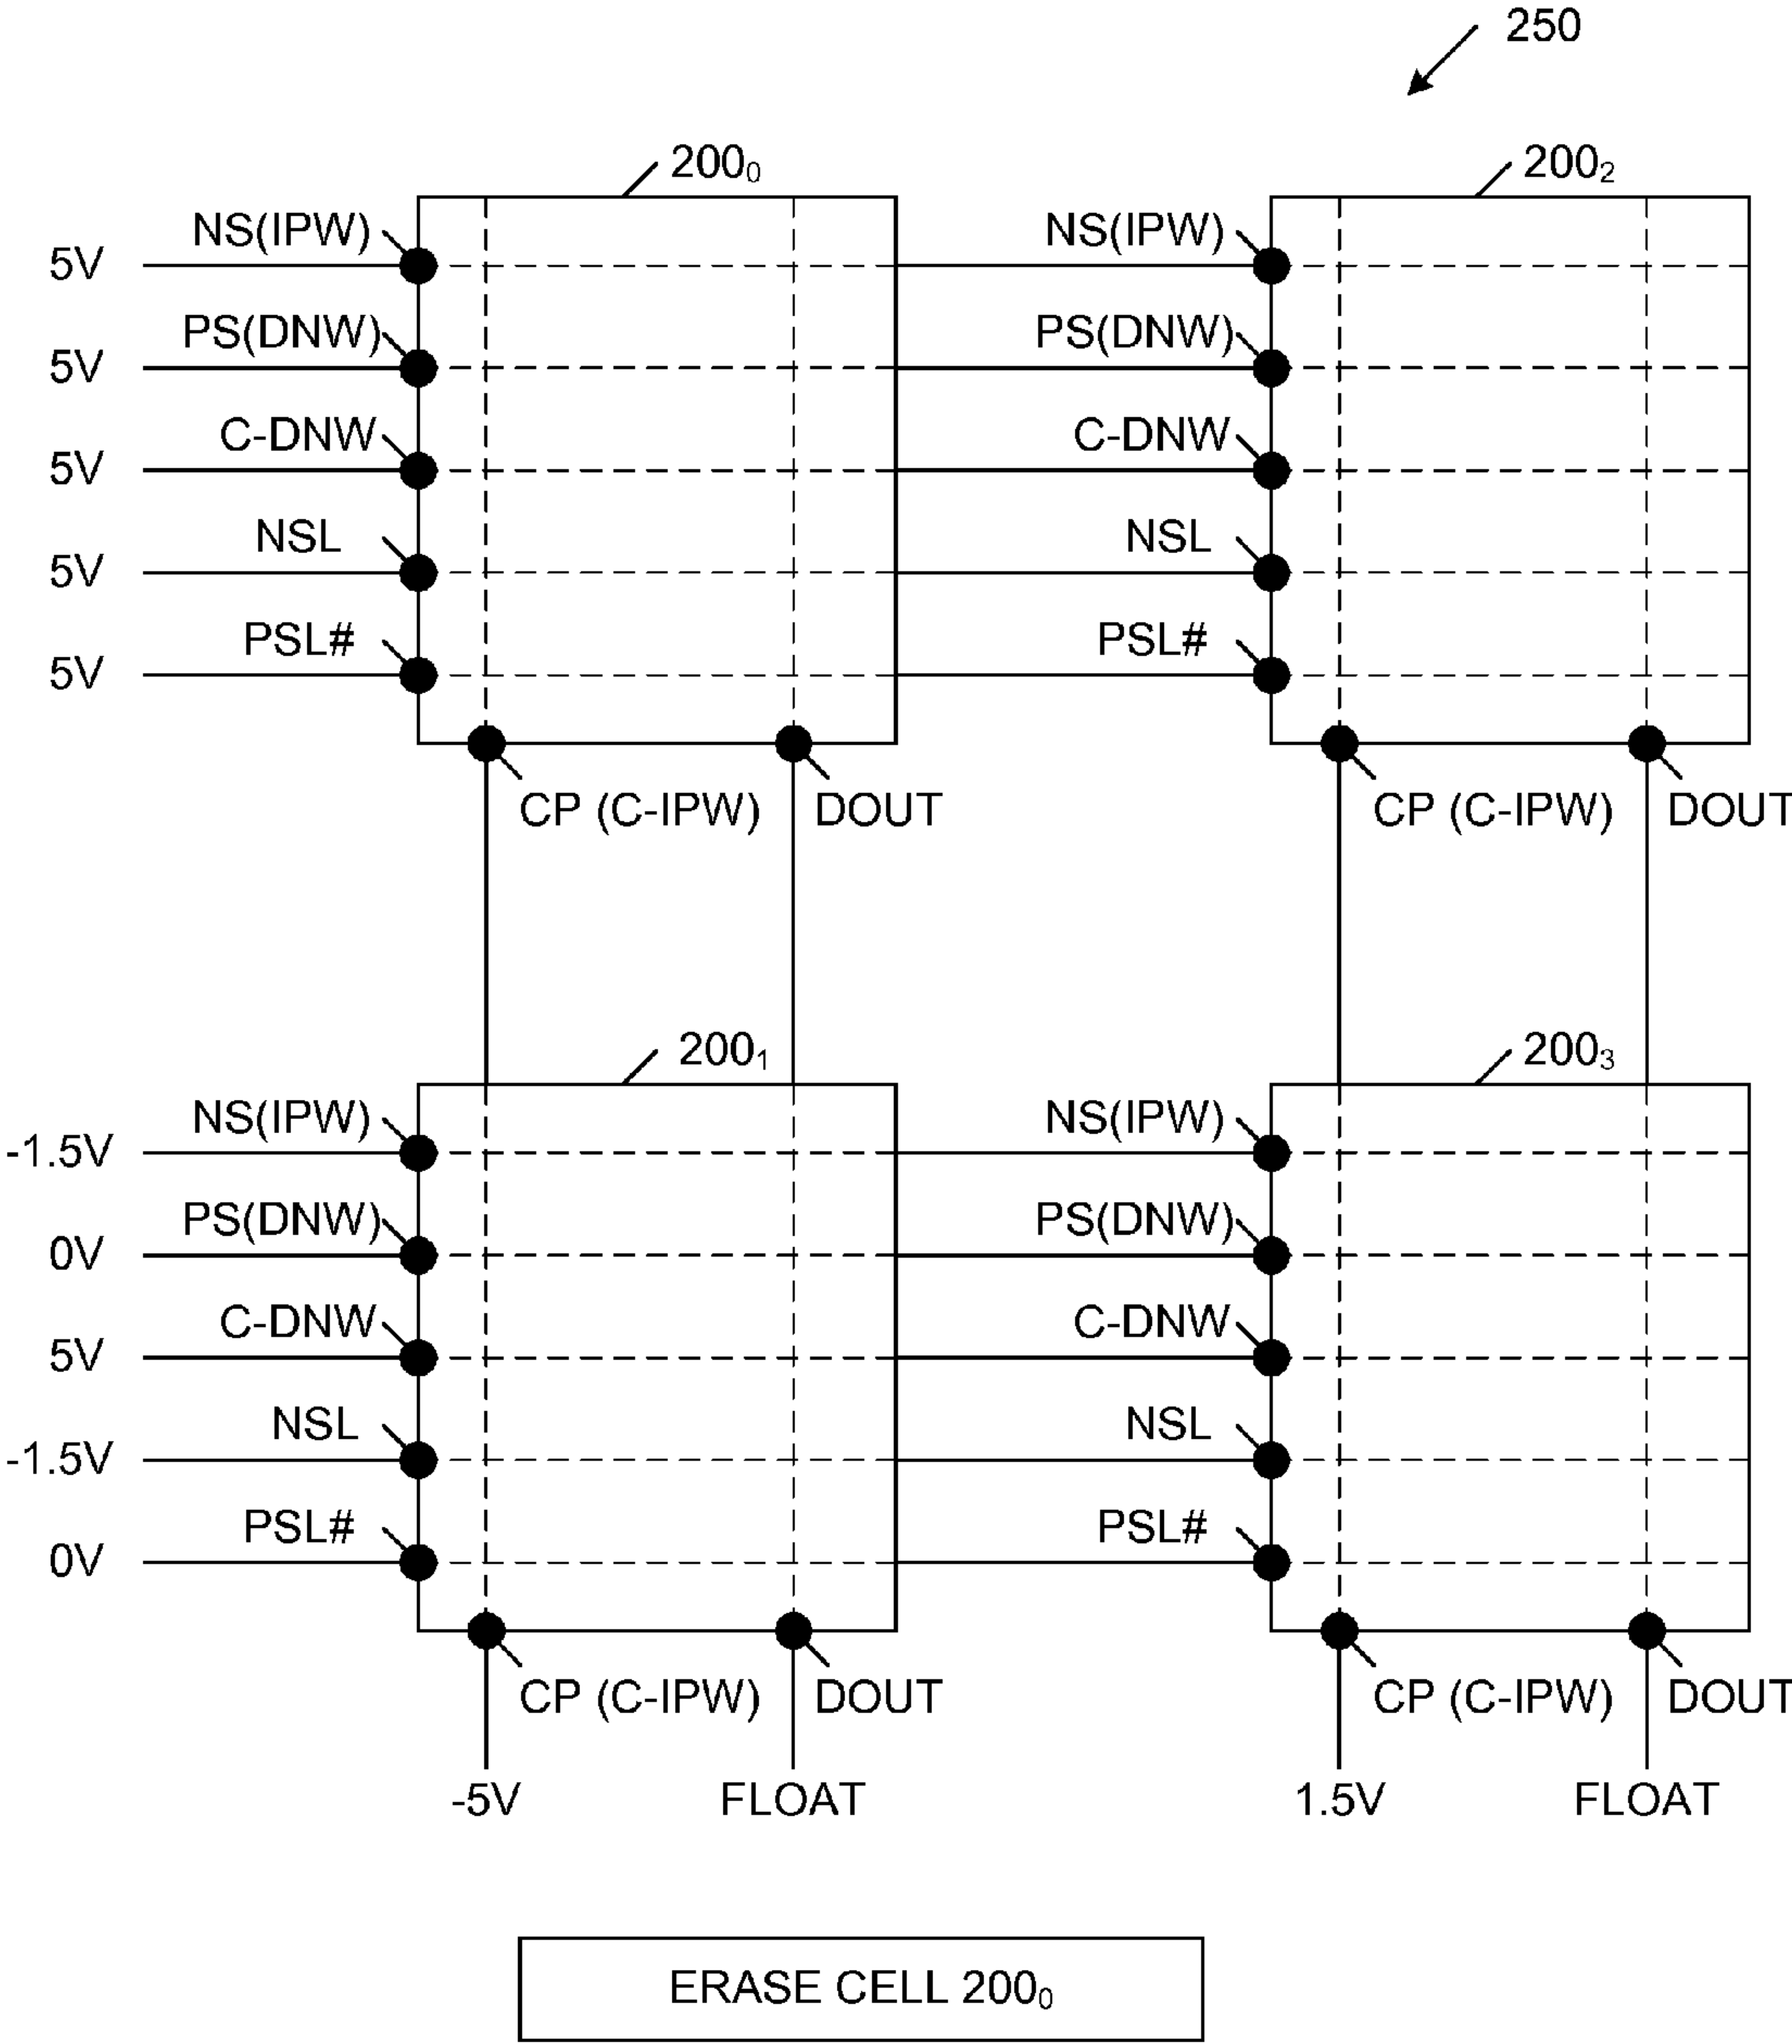 250
200₀ 200₂
NS(IPW) NS(IPW)
5V
PS(DNW) PS(DNW)
5V
C-DNW C-DNW
5V
NSL NSL
5V
PSL# PSL#
5V
CP (C-IPW) DOUT CP (C-IPW) DOUT
200₁ 200₃
NS(IPW) NS(IPW)
-1.5V
PS(DNW) PS(DNW)
0V
C-DNW C-DNW
5V
NSL NSL
-1.5V
PSL# PSL#
0V
CP (C-IPW) DOUT CP (C-IPW) DOUT
-5V FLOAT 1.5V FLOAT
ERASE CELL 200₀